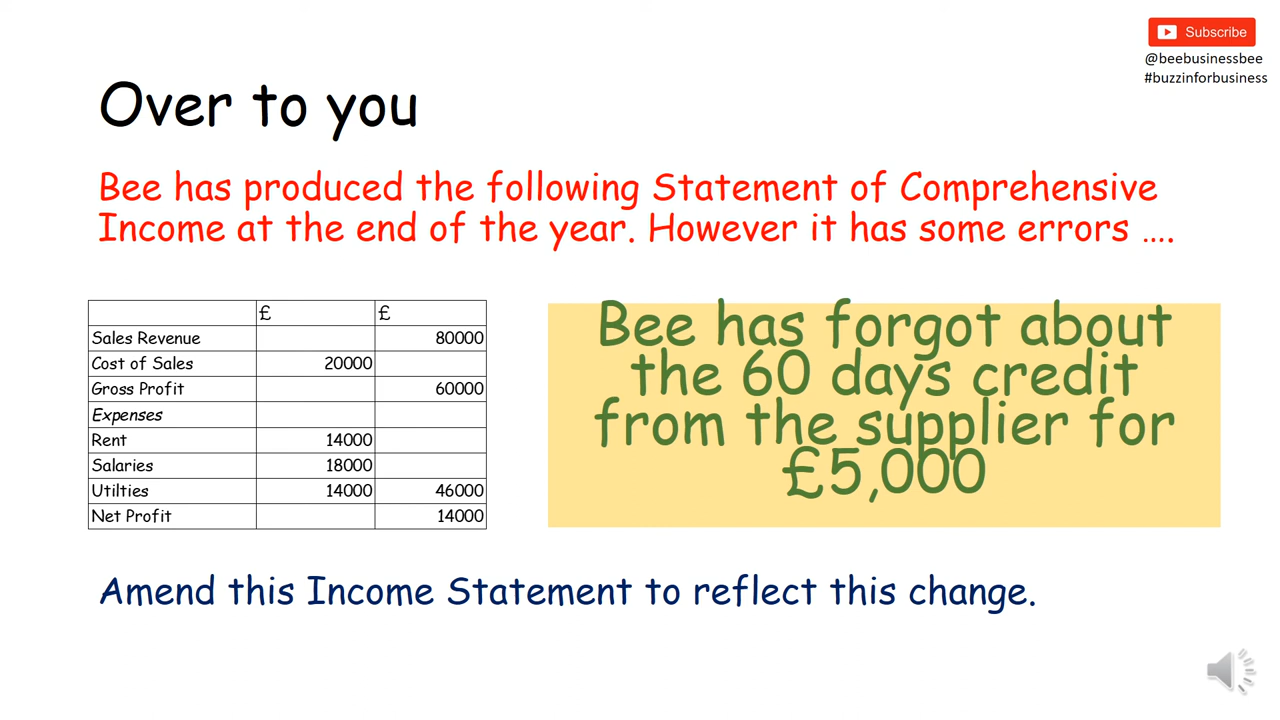 Subscribe
@beebusinessbee
#buzzinforbusiness
Over to you
Bee has produced the following Statement of Comprehensive
Income at the end of the year. However it has some errors ....
£ £
Sales Revenue 80000
Cost of Sales 20000
Gross Profit 60000
Expenses
Rent 14000
Salaries 18000
Utilties 14000 46000
Net Profit 14000
Bee has forgot about
the 60 days credit
from the supplier for
£5,000
Amend this Income Statement to reflect this change.